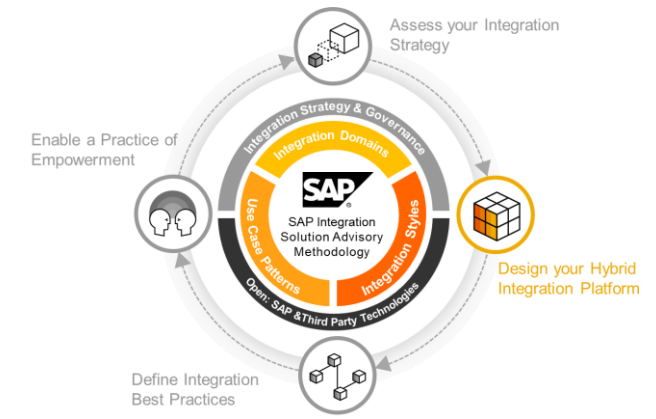 Assess your Integration
Strategy
Enable a Practice of
Empowerment
Integration Strategy & Governance
Integration Domains
Use Case Patterns
Integration Styles
SAP
®
SAP Integration
Solution Advisory
Methodology
Open: SAP &Third Party Technologies
Design your Hybrid
Integration Platform
Define Integration
Best Practices